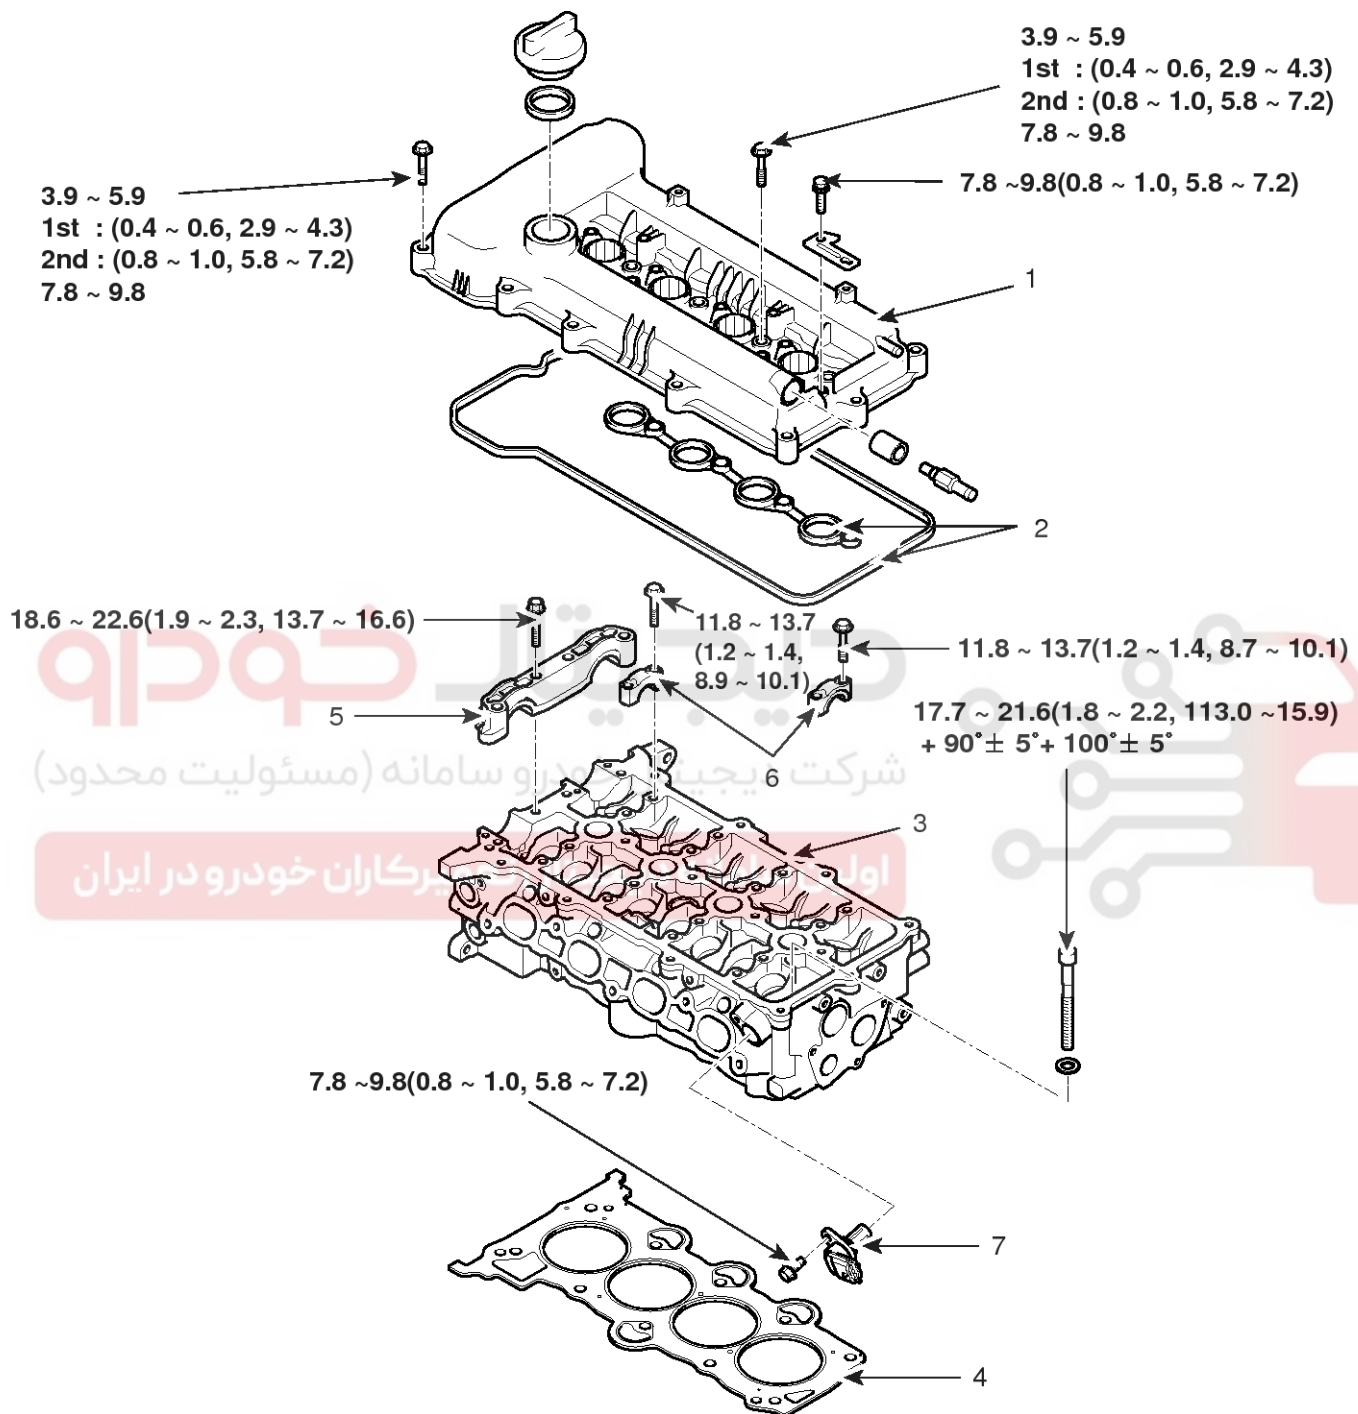 3.9 ~ 5.9
1st : (0.4 ~ 0.6, 2.9 ~ 4.3)
2nd : (0.8 ~ 1.0, 5.8 ~ 7.2)
7.8 ~ 9.8
7.8 ~9.8(0.8 ~ 1.0, 5.8 ~ 7.2)
3.9 ~ 5.9
1st : (0.4 ~ 0.6, 2.9 ~ 4.3)
2nd : (0.8 ~ 1.0, 5.8 ~ 7.2)
7.8 ~ 9.8
1
2
18.6 ~ 22.6(1.9 ~ 2.3, 13.7 ~ 16.6)
11.8 ~ 13.7
(1.2 ~ 1.4,
8.9 ~ 10.1)
11.8 ~ 13.7(1.2 ~ 1.4, 8.7 ~ 10.1)
دیجیتال خودرو
5
17.7 ~ 21.6(1.8 ~ 2.2, 113.0 ~15.9)
+ 90°± 5°+ 100°± 5°
6
شرکت دیجیتال خودرو سامانه (مسئولیت محدود)
3
اولین تعمیرکاران خودرو در ایران
7.8 ~9.8(0.8 ~ 1.0, 5.8 ~ 7.2)
7
4